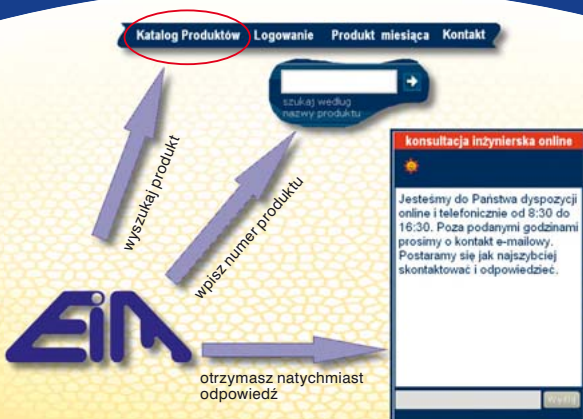 Katalog Produktów Logowanie Produkt miesiąca Kontakt
szukaj według
nazwy produktu
wyszukaj produkt
wpisz numer produktu
konsultacja inżynierska online
Jesteśmy do Państwa dyspozycji
online i telefonicznie od 8:30 do
16:30. Poza podanymi godzinami
prosimy o kontakt e-mailowy.
Postaramy się jak najszybciej
skontaktować i odpowiedzieć.
EiM
otrzymasz natychmiast
odpowiedź
Wyślij